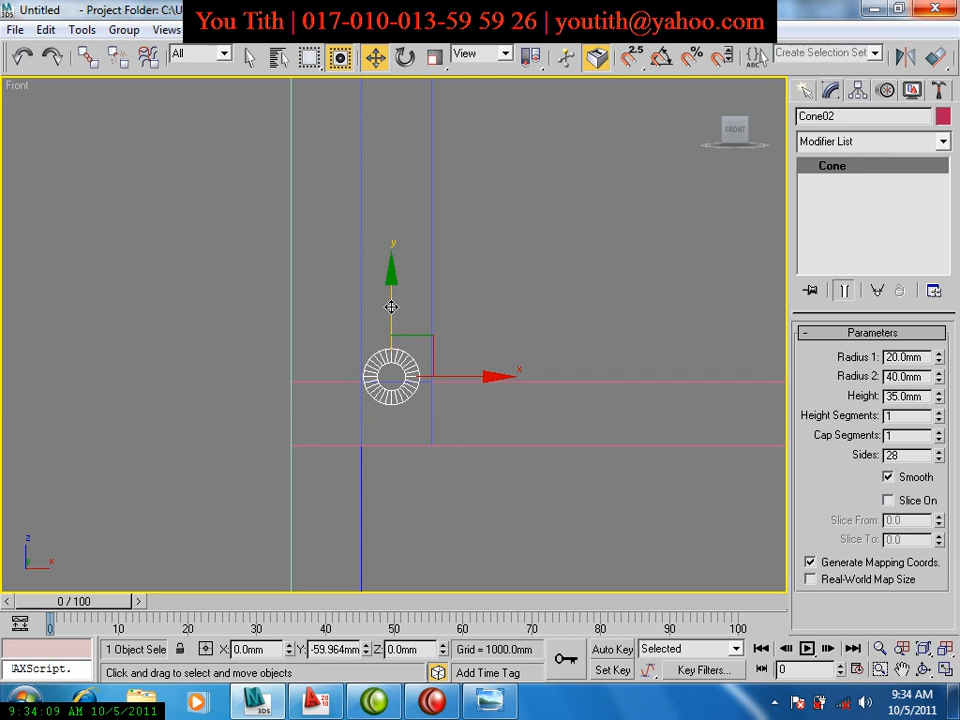 Untitled - Project Folder: C:\U
You Tith | 017-010-013-59 59 26 | youtith@yahoo.com
File Edit Tools Group Views
All
View
2.5
Create Selection Set
Front
FRONT
y
x
z
x
Cone02
Modifier List
Cone
Parameters
Radius 1: 20.0mm
Radius 2: 40.0mm
Height: 35.0mm
Height Segments: 1
Cap Segments: 1
Sides: 28
Smooth
Slice On
Slice From: 0.0
Slice To: 0.0
Generate Mapping Coords.
Real-World Map Size
0 / 100
0 10 20 30 40 50 60 70 80 90 100
1 Object Sele X: 0.0mm Y: -59.964mm Z: 0.0mm Grid = 1000.0mm Auto Key Selected
AXScript. Click and drag to select and move objects Add Time Tag Set Key Key Filters... 0
9:34 AM
10/5/2011
9:34:09 AM 10/5/2011